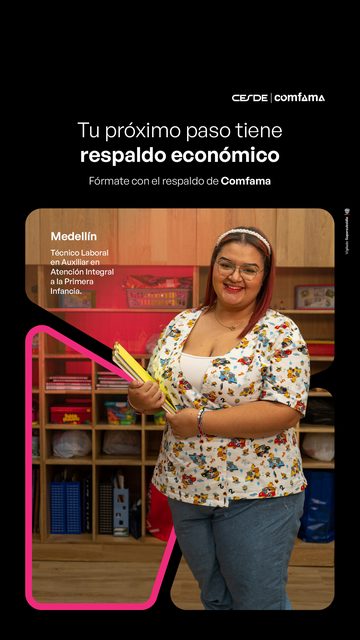 CESDE | comfama
Tu próximo paso tiene
respaldo económico
Fórmate con el respaldo de Comfama
Medellín
Técnico Laboral
en Auxiliar en
Atención Integral
a la Primera
Infancia.